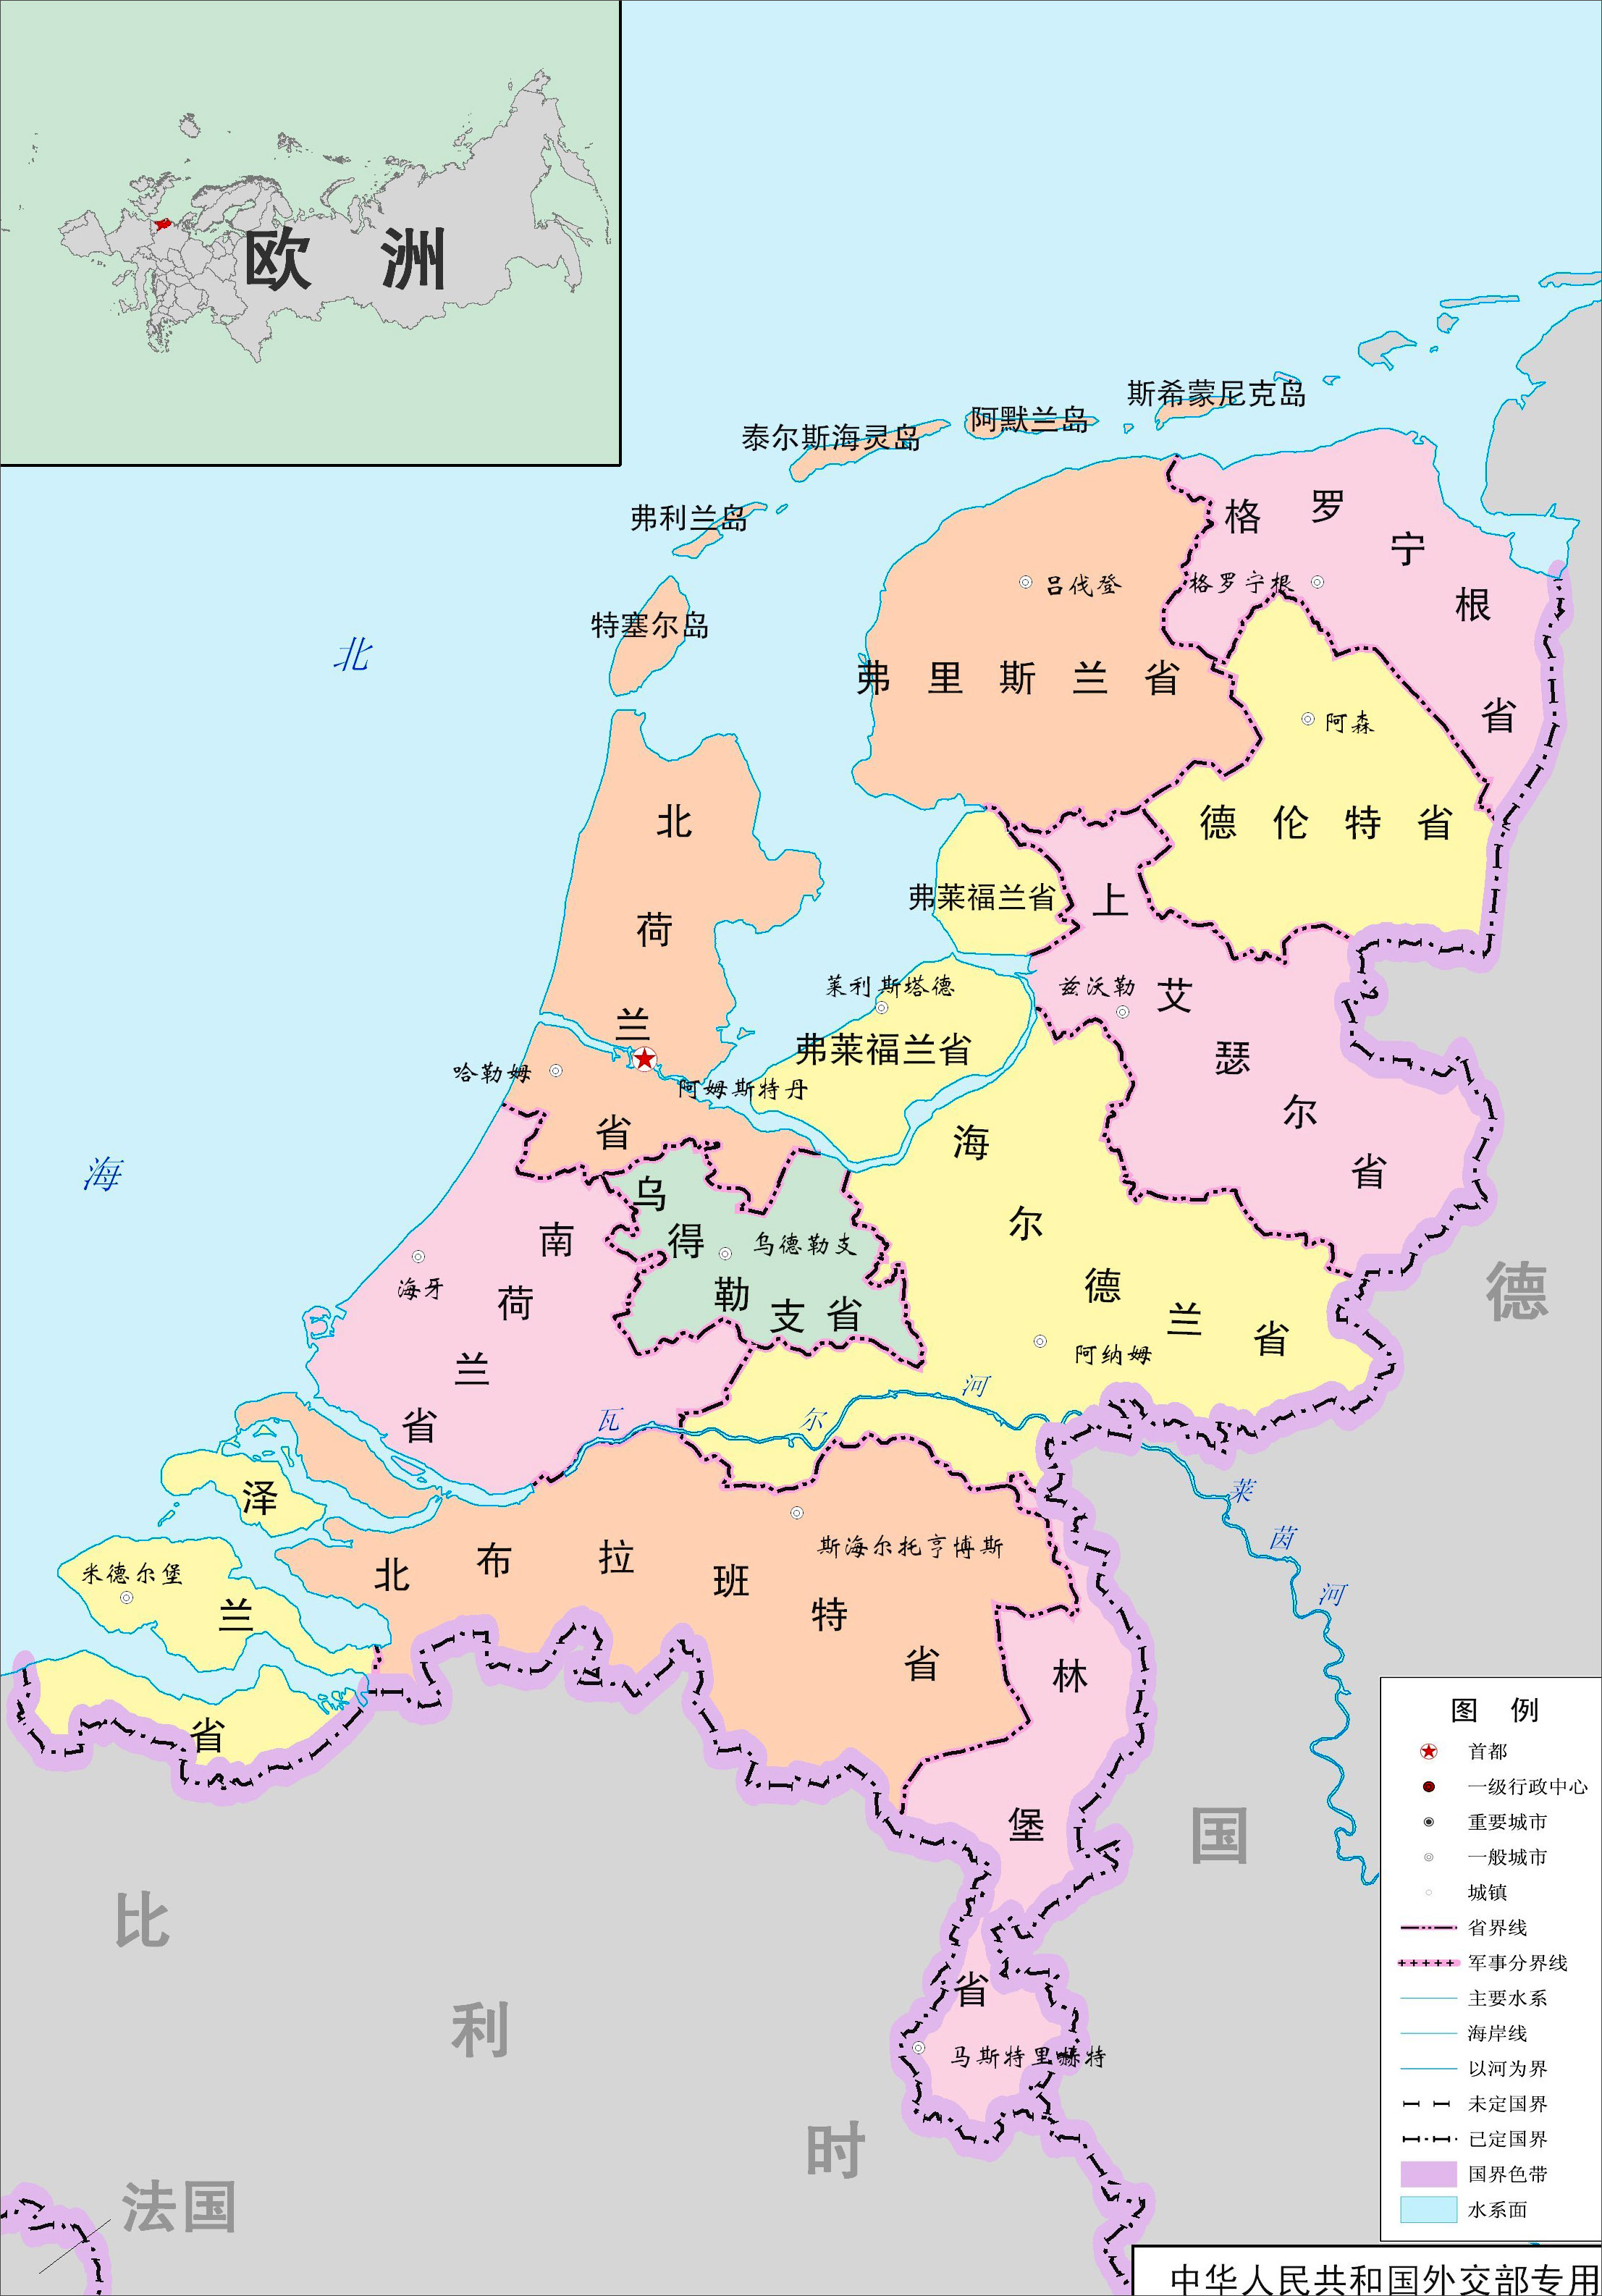 欧洲
斯希蒙尼克岛
阿默兰岛
泰尔斯海灵岛
弗利兰岛
特塞尔岛
北海
格罗宁根省
格罗宁根
吕伐登
弗里斯兰省
阿森
德伦特省
北荷兰省
弗莱福兰省
上艾瑟尔省
兹沃勒
莱利斯塔德
弗莱福兰省
哈勒姆
阿姆斯特丹
海尔德兰省
乌得勒支省
乌德勒支
南荷兰省
海牙
阿纳姆
瓦尔河
莱茵河
泽兰省
米德尔堡
北布拉班特省
斯海尔托亨博斯
林堡省
马斯特里赫特
德国
比利时
法国
图例
首都
一级行政中心
重要城市
一般城市
城镇
省界线
军事分界线
主要水系
海岸线
以河为界
未定国界
已定国界
国界色带
水系面
中华人民共和国外交部专用